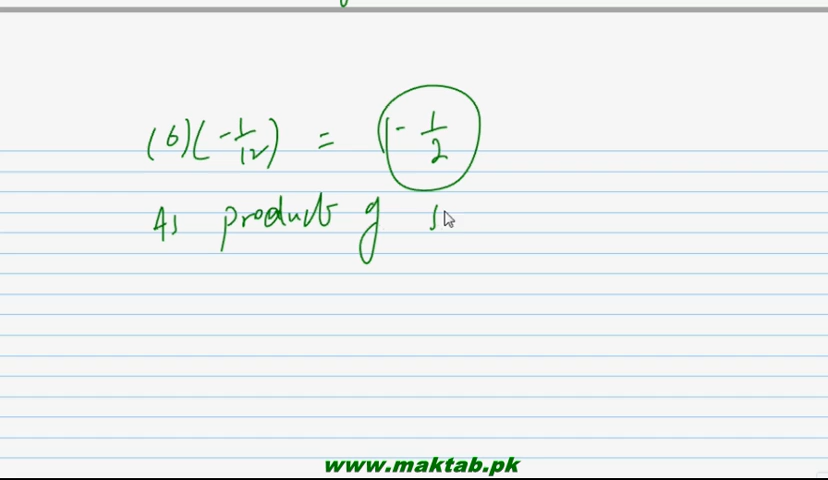 (6)(-1/12) = (-1/2
As product of s
www.maktab.pk